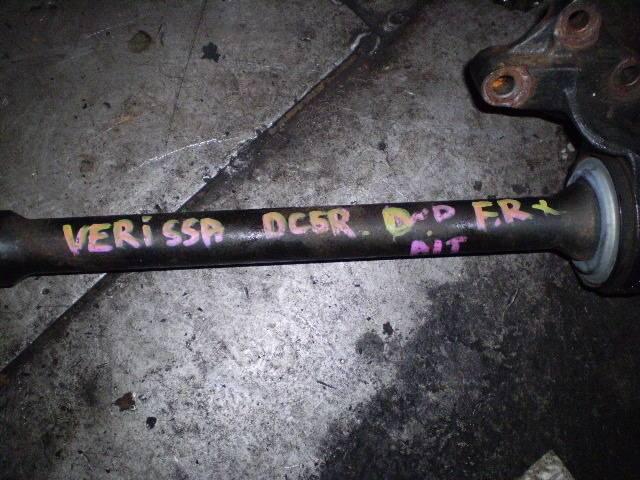 VERiSSA DC5R D-D F.R
A/T